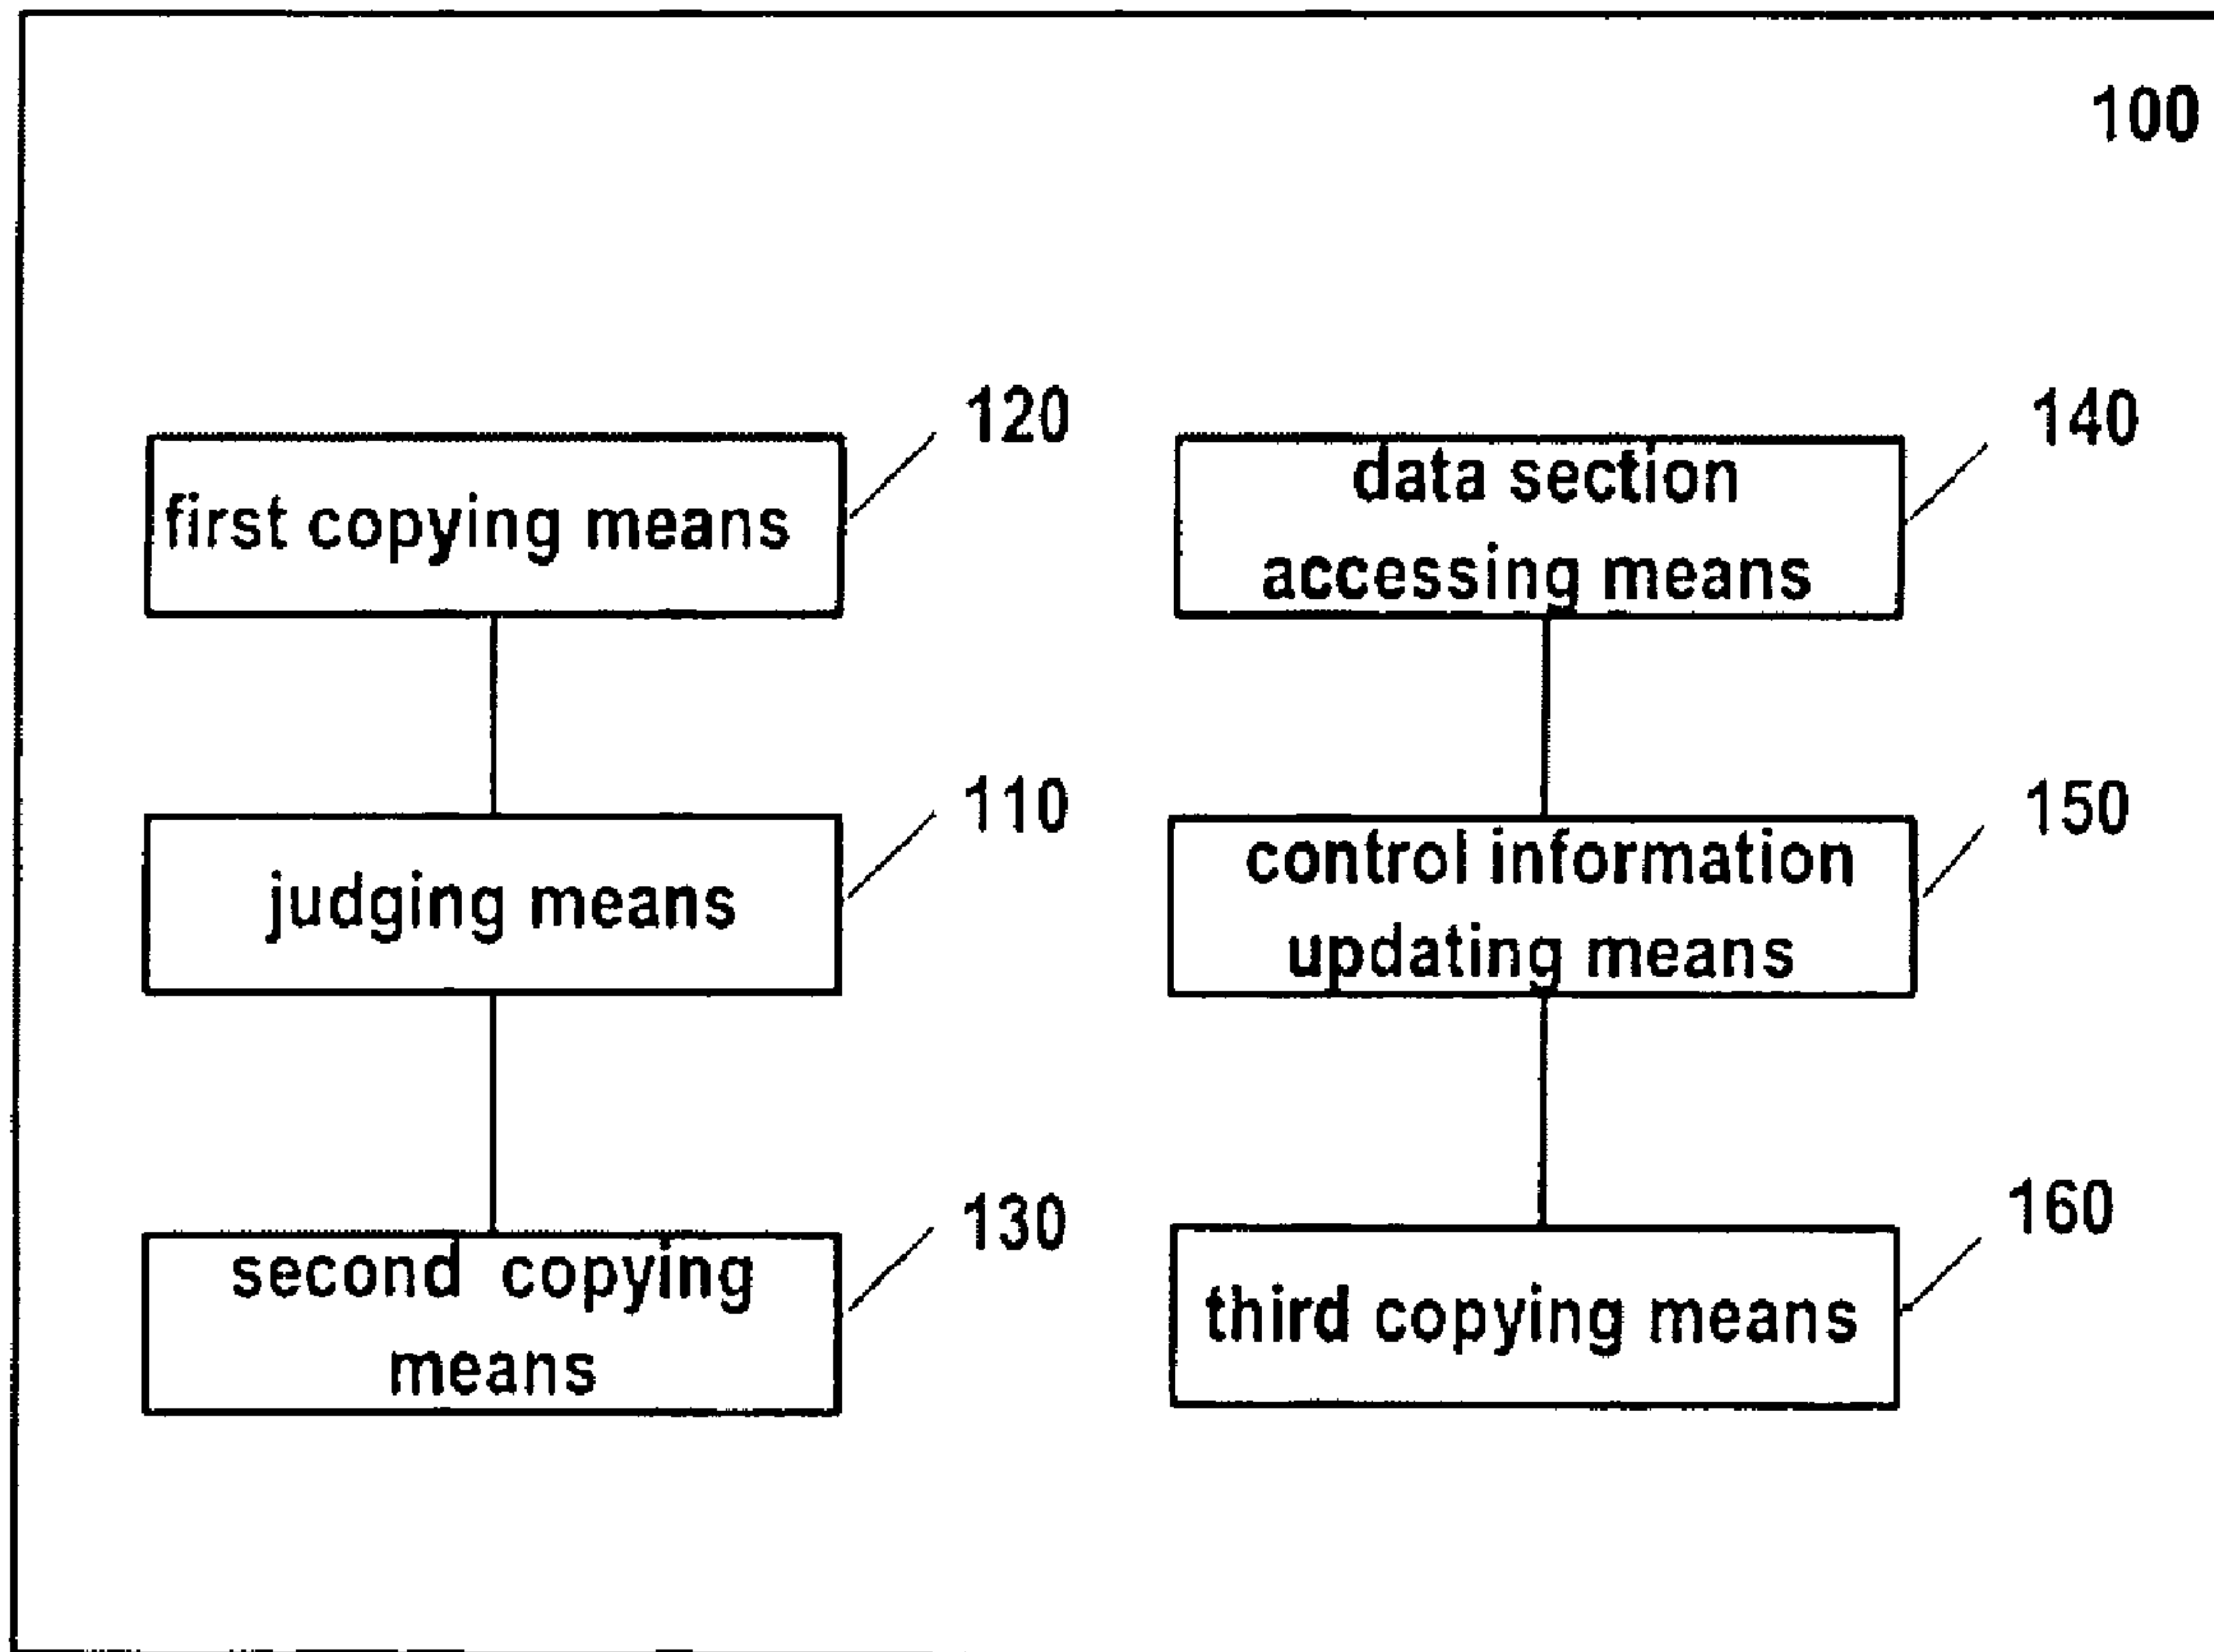 100
120
first copying means
110
judging means
130
second copying
means
140
data section
accessing means
150
control information
updating means
160
third copying means